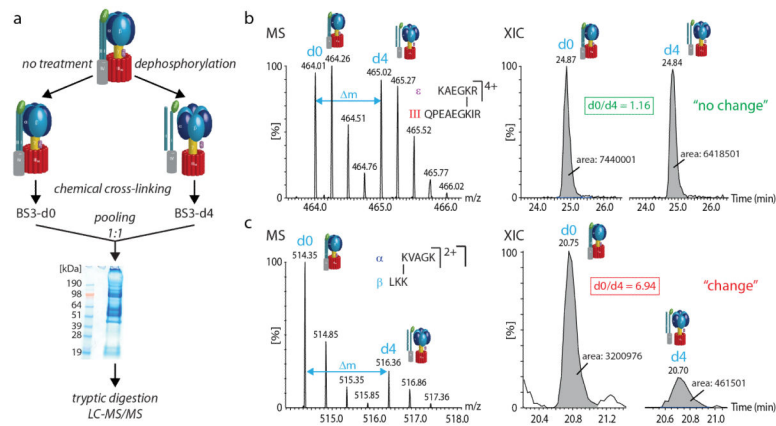 a
no treatment
dephosphorylation
chemical cross-linking
BS3-d0
BS3-d4
pooling
1:1
[kDa]
190
98
64
51
39
28
19
tryptic digestion
LC-MS/MS
b
MS
d0
d4
464.01
464.26
465.02
465.27
Δm
464.51
464.76
465.52
465.77
466.02
ε
KAEGKR
4+
III
QPEAEGKIR
100
[%]
0
464.0
465.0
466.0
m/z
XIC
d0
24.87
d4
24.84
d0/d4 = 1.16
"no change"
area: 7440001
area: 6418501
100
[%]
0
24.0
25.0
26.0
24.0
25.0
26.0
Time (min)
c
MS
d0
514.35
α
KVAGK
2+
β
LKK
514.85
d4
Δm
516.36
515.35
515.85
516.86
517.36
100
[%]
0
515.0
516.0
517.0
518.0
m/z
XIC
d0
20.75
d0/d4 = 6.94
"change"
d4
20.70
area: 3200976
area: 461501
100
[%]
0
20.4
20.8
21.2
20.4
20.7
21.0
Time (min)